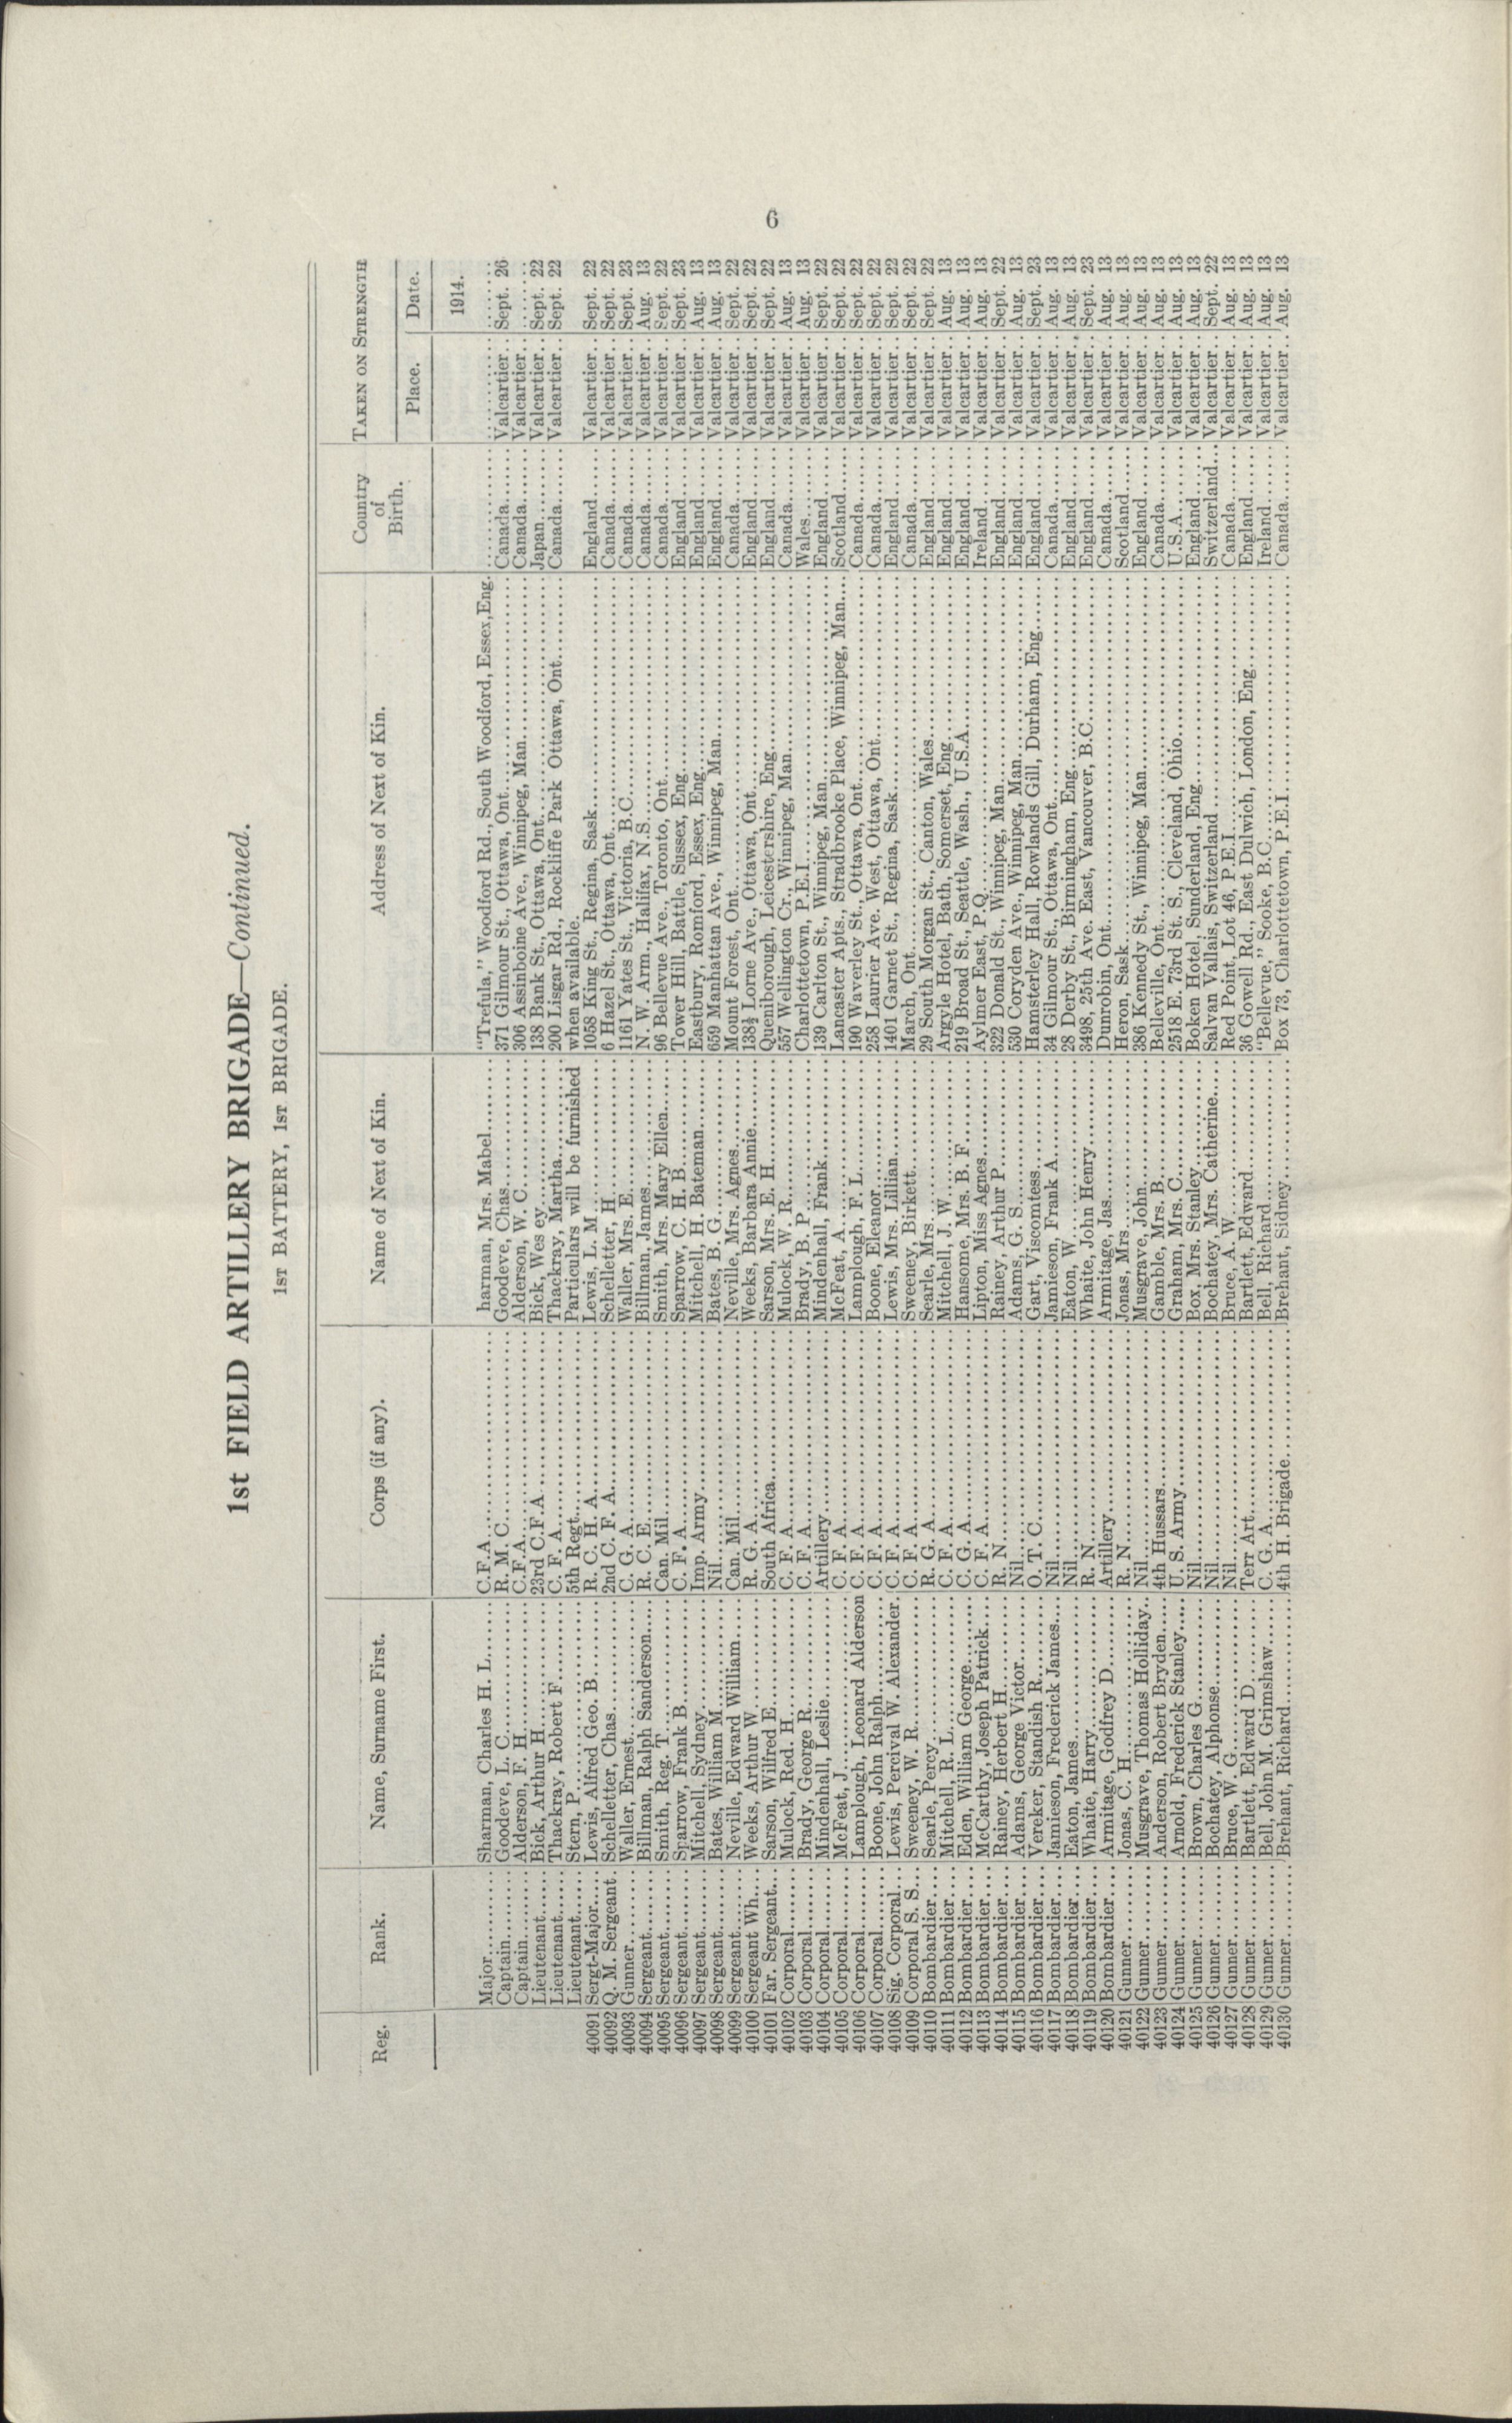 6
1st FIELD ARTILLERY BRIGADE—Continued.
1ST BATTERY, 1ST BRIGADE.
Reg. Rank. Name, Surname First. Corps (if any). Name of Next of Kin. Address of Next of Kin. Country of Birth. TAKEN ON STRENGTH
Place. Date.
1914.
Major.......... Sharman, Charles H. L...... C.F.A.......... harman, Mrs. Mabel........ "Trefula," Woodford Rd., South Woodford, Essex, Eng. .......... .......... ........
Captain........ Goodeve, L. C.......... R. M. C.......... Goodeve, Chas.......... 371 Gilmour St., Ottawa, Ont.......... Canada........ Valcartier.. Sept. 26
Captain........ Alderson, F. H.......... C.F.A.......... Alderson, W. C.......... 306 Assinboine Ave., Winnipeg, Man.......... Canada........ Valcartier.. ........
Lieutenant...... Bick, Arthur H.......... 23rd C.F.A.......... Bick, Wes ey.......... 138 Bank St., Ottawa, Ont.......... Japan........ Valcartier.. Sept. 22
Lieutenant...... Thackray, Robert F........ C. F. A.......... Thackray, Martha.......... 200 Lisgar Rd., Rockliffe Park Ottawa, Ont.......... Canada........ Valcartier.. Sept. 22
Lieutenant...... Stern, P.......... 5th Regt.......... Particulars will be furnished when available.
40091 Sergt-Major.... Lewis, Alfred Geo. B........ R. C. H. A.......... Lewis, L. M.......... 1058 King St., Regina, Sask.......... England...... Valcartier.. Sept. 22
40092 Q. M. Sergeant. Schelletter, Chas.......... 2nd C. F. A.......... Schelletter, H.......... 6 Hazel St., Ottawa, Ont.......... Canada........ Valcartier.. Sept. 22
40093 Gunner........ Waller, Ernest.......... C. G. A.......... Waller, Mrs. E.......... 1161 Yates St., Victoria, B.C.......... Canada........ Valcartier.. Sept. 23
40094 Sergeant........ Billman, Ralph Sanderson.... R. C. E.......... Billman, James.......... N. W. Arm., Halifax, N.S.......... Canada........ Valcartier.. Aug. 13
40095 Sergeant........ Smith, Reg. T.......... Can. Mil.......... Smith, Mrs. Mary Ellen...... 96 Bellevue Ave., Toronto, Ont.......... Canada........ Valcartier.. Sept. 22
40096 Sergeant........ Sparrow, Frank B.......... C. F. A.......... Sparrow, C. H. B.......... Tower Hill, Battle, Sussex, Eng.......... England...... Valcartier.. Sept. 23
40097 Sergeant........ Mitchell, Sydney.......... Imp. Army.......... Mitchell, H. Bateman........ Eastbury, Romford, Essex, Eng.......... England...... Valcartier.. Aug. 13
40098 Sergeant........ Bates, William M.......... Nil.......... Bates, B. G.......... 659 Manhattan Ave., Winnipeg, Man.......... England...... Valcartier.. Aug. 13
40099 Sergeant........ Neville, Edward William...... Can. Mil.......... Neville, Mrs. Agnes.......... Mount Forest, Ont.......... Canada........ Valcartier.. Sept. 22
40100 Sergeant Wh.... Weeks, Arthur W.......... R. G. A.......... Weeks, Barbara Annie........ 138½ Lorne Ave., Ottawa, Ont.......... England...... Valcartier.. Sept. 22
40101 Far. Sergeant... Sarson, Wilfred E.......... South Africa.......... Sarson, Mrs. E. H.......... Queniborough, Leicestershire, Eng.......... England...... Valcartier.. Sept. 22
40102 Corporal........ Mulock, Red. H.......... C. F. A.......... Mulock, W. R.......... 557 Wellington Cr., Winnipeg, Man.......... Canada........ Valcartier.. Aug. 13
40103 Corporal........ Brady, George R.......... C. F. A.......... Brady, B. P.......... Charlottetown, P.E.I.......... Wales........ Valcartier.. Aug. 13
40104 Corporal........ Mindenhall, Leslie.......... Artillery.......... Mindenhall, Frank.......... 139 Carlton St., Winnipeg, Man.......... England...... Valcartier.. Sept. 22
40105 Corporal........ McFeat, J.......... C. F. A.......... McFeat, A.......... Lancaster Apts., Stradbrooke Place, Winnipeg, Man.... Scotland...... Valcartier.. Sept. 22
40106 Corporal........ Lamplough, Leonard Alderson C. F. A.......... Lamplough, F. L.......... 190 Waverley St., Ottawa, Ont.......... Canada........ Valcartier.. Sept. 22
40107 Corporal........ Boone, John Ralph.......... C. F. A.......... Boone, Eleanor.......... 258 Laurier Ave. West, Ottawa, Ont.......... Canada........ Valcartier.. Sept. 22
40108 Sig. Corporal... Lewis, Percival W. Alexander. C. F. A.......... Lewis, Mrs. Lillian.......... 1401 Garnet St., Regina, Sask.......... England...... Valcartier.. Sept. 22
40109 Corporal S. S... Sweeney, W. R.......... C. F. A.......... Sweeney, Birkett.......... March, Ont.......... Canada........ Valcartier.. Sept. 22
40110 Bombardier.... Searle, Percy.......... R. G. A.......... Searle, Mrs.......... 29 South Morgan St., Canton, Wales.......... England...... Valcartier.. Sept. 22
40111 Bombardier.... Mitchell, R. L.......... C. F. A.......... Mitchell, J. W.......... Argyle Hotel, Bath, Somerset, Eng.......... England...... Valcartier.. Aug. 13
40112 Bombardier.... Eden, William George........ C. G. A.......... Hansome, Mrs. B. F.......... 219 Broad St., Seattle, Wash., U.S.A.......... England...... Valcartier.. Aug. 13
40113 Bombardier.... McCarthy, Joseph Patrick.... C. F. A.......... Lipton, Miss Agnes.......... Aylmer East, P.Q.......... Ireland........ Valcartier.. Aug. 13
40114 Bombardier.... Rainey, Herbert H.......... R. N.......... Rainey, Arthur P.......... 322 Donald St., Winnipeg, Man.......... England...... Valcartier.. Sept. 22
40115 Bombardier.... Adams, George Victor........ Nil.......... Adams, G. S.......... 530 Coryden Ave., Winnipeg, Man.......... England...... Valcartier.. Aug. 13
40116 Bombardier.... Vereker, Standish R........ O. T. C.......... Gart, Viscomtess.......... Hamsterley Hall, Rowlands Gill, Durham, Eng...... England...... Valcartier.. Sept. 23
40117 Bombardier.... Jamieson, Frederick James.... Nil.......... Jamieson, Frank A.......... 34 Gilmour St., Ottawa, Ont.......... Canada........ Valcartier.. Aug. 13
40118 Bombardier.... Eaton, James.......... Nil.......... Eaton, W.......... 28 Derby St., Birmingham, Eng.......... England...... Valcartier.. Aug. 13
40119 Bombardier.... Whaite, Harry.......... R. N.......... Whaite, John Henry.......... 3498, 25th Ave. East, Vancouver, B.C.......... England...... Valcartier.. Sept. 23
40120 Bombardier.... Armitage, Godfrey D........ Artillery.......... Armitage, Jas.......... Dunrobin, Ont.......... Canada........ Valcartier.. Aug. 13
40121 Gunner........ Jonas, C. H.......... R. N.......... Jonas, Mrs.......... Heron, Sask.......... Scotland...... Valcartier.. Aug. 13
40122 Gunner........ Musgrave, Thomas Holliday.. Nil.......... Musgrave, John.......... 386 Kennedy St., Winnipeg, Man.......... England...... Valcartier.. Aug. 13
40123 Gunner........ Anderson, Robert Bryden..... 4th Hussars.......... Gamble, Mrs. B.......... Belleville, Ont.......... Canada........ Valcartier.. Aug. 13
40124 Gunner........ Arnold, Frederick Stanley.... U. S. Army.......... Graham, Mrs. C.......... 2518 E. 73rd St. S., Cleveland, Ohio.......... U.S.A........ Valcartier.. Aug. 13
40125 Gunner........ Brown, Charles G.......... Nil.......... Box, Mrs. Stanley.......... Boken Hotel, Sunderland, Eng.......... England...... Valcartier.. Aug. 13
40126 Gunner........ Bochatey, Alphonse.......... Nil.......... Bochatey, Mrs. Catherine.... Salvan Vallais, Switzerland.......... Switzerland... Valcartier.. Sept. 22
40127 Gunner........ Bruce, W. G.......... Nil.......... Bruce, A. W.......... Red Point, Lot 46, P.E.I.......... Canada........ Valcartier.. Aug. 13
40128 Gunner........ Bartlett, Edward D........ Terr Art.......... Bartlett, Edward.......... 36 Gowell Rd., East Dulwich, London, Eng.......... England...... Valcartier.. Aug. 13
40129 Gunner........ Bell, John M. Grimshaw...... C. G. A.......... Bell, Richard.......... "Bellevue," Sooke, B.C.......... Ireland........ Valcartier.. Aug. 13
40130 Gunner........ Brehant, Richard.......... 4th H. Brigade.......... Brehant, Sidney.......... Box 73, Charlottetown, P.E.I.......... Canada........ Valcartier.. Aug. 13